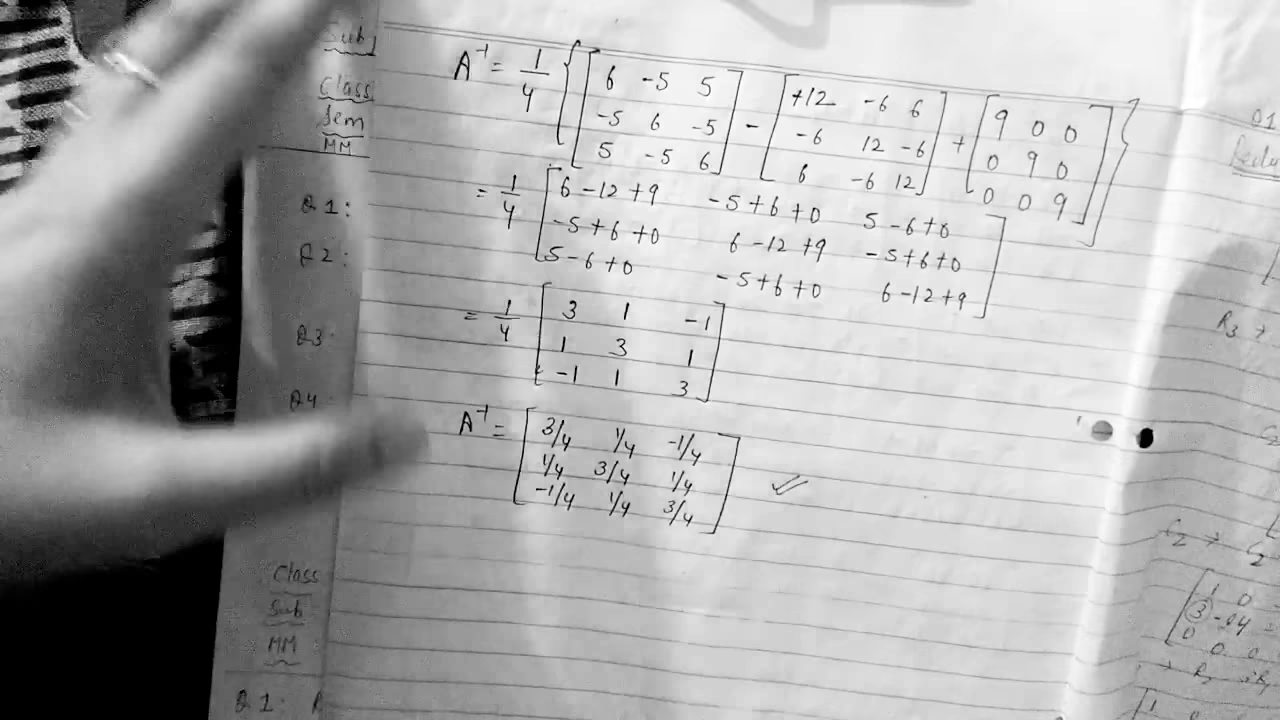 Sub
Class
Sem
MM
Q1:
Q2:
Q3
Q4
Class
Sub
MM
Q1:
A⁻¹ = 1/4 { [ 6 -5 5
-5 6 -5
5 -5 6 ] - [ +12 -6 6
-6 12 -6
6 -6 12 ] + [ 9 0 0
0 9 0
0 0 9 ] }
= 1/4 [ 6-12+9 -5+6+0 5-6+0
-5+6+0 6-12+9 -5+6+0
5-6+0 -5+6+0 6-12+9 ]
= 1/4 [ 3 1 -1
1 3 1
-1 1 3 ]
A⁻¹ = [ 3/4 1/4 -1/4
1/4 3/4 1/4
-1/4 1/4 3/4 ]
R₃ →
C₂ → C₂